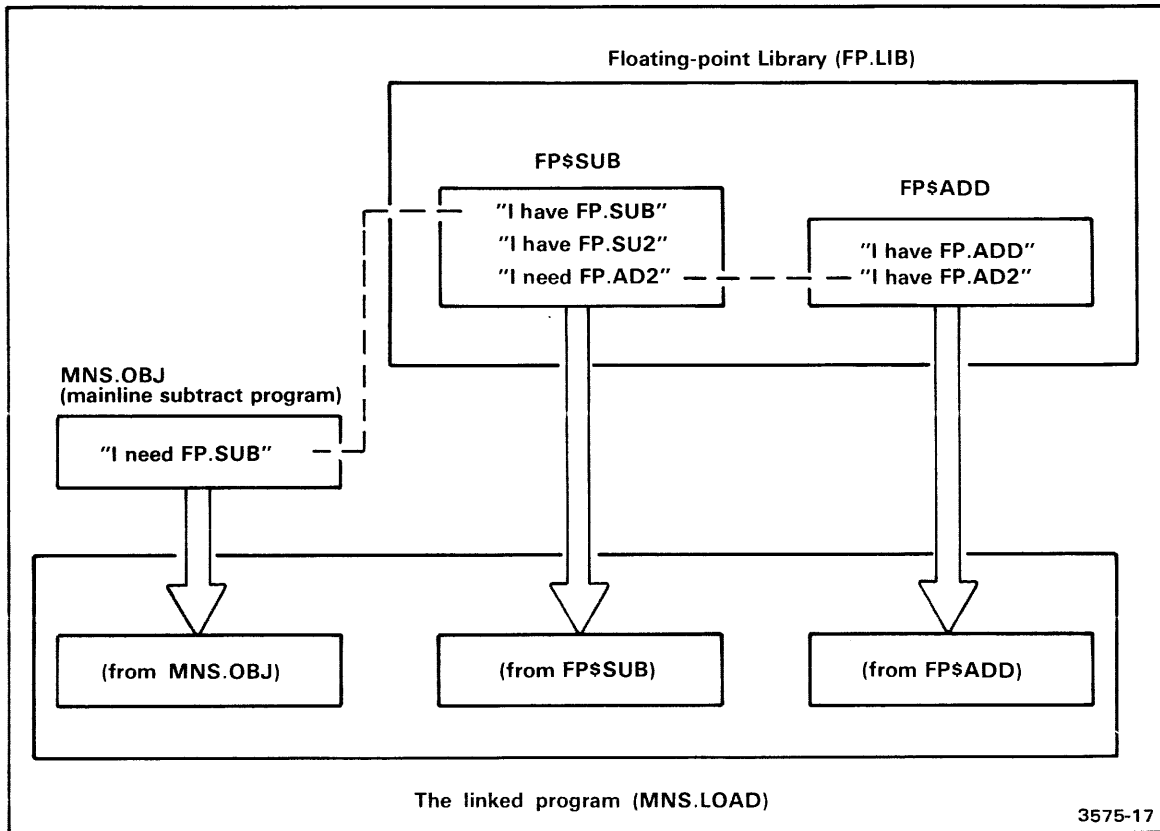 Floating-point Library (FP.LIB)
FP$SUB
"I have FP.SUB"
"I have FP.SU2"
"I need FP.AD2"
FP$ADD
"I have FP.ADD"
"I have FP.AD2"
MNS.OBJ
(mainline subtract program)
"I need FP.SUB"
(from MNS.OBJ)
(from FP$SUB)
(from FP$ADD)
The linked program (MNS.LOAD)
3575-17